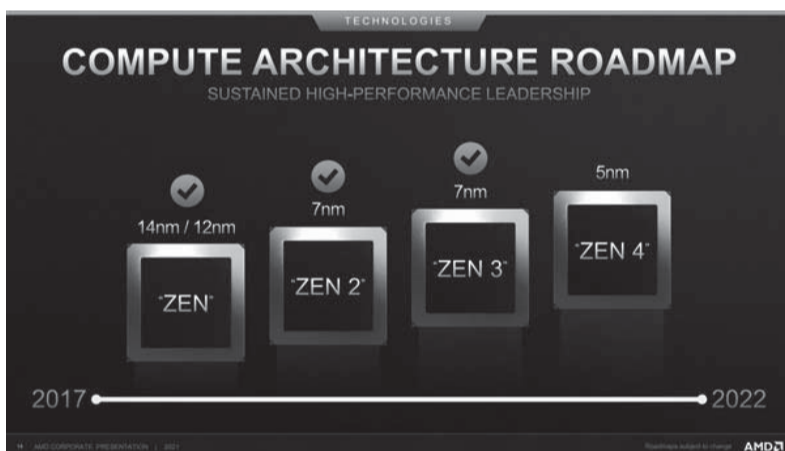 TECHNOLOGIES
COMPUTE ARCHITECTURE ROADMAP
SUSTAINED HIGH-PERFORMANCE LEADERSHIP
14nm / 12nm
7nm
7nm
5nm
"ZEN"
"ZEN 2"
"ZEN 3"
"ZEN 4"
2017
2022
14 AMD CORPORATE PRESENTATION | 2021
Roadmaps subject to change
AMD